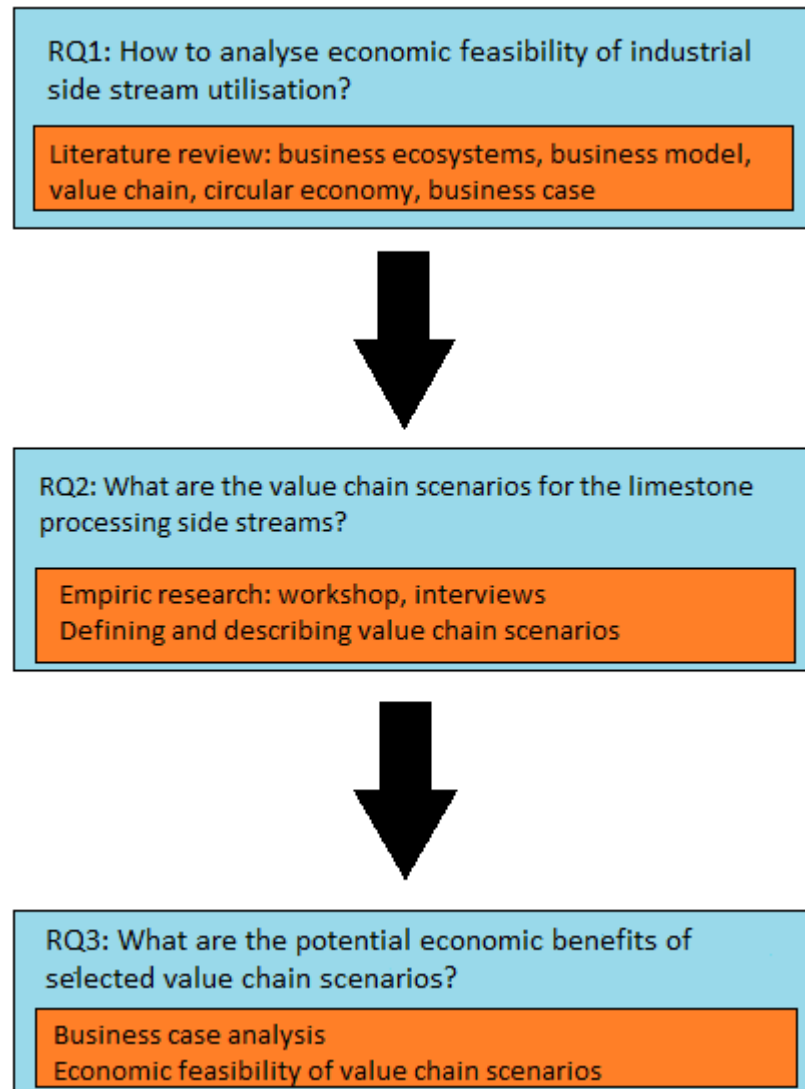 RQ1: How to analyse economic feasibility of industrial
side stream utilisation?
Literature review: business ecosystems, business model,
value chain, circular economy, business case
RQ2: What are the value chain scenarios for the limestone
processing side streams?
Empiric research: workshop, interviews
Defining and describing value chain scenarios
RQ3: What are the potential economic benefits of
selected value chain scenarios?
Business case analysis
Economic feasibility of value chain scenarios